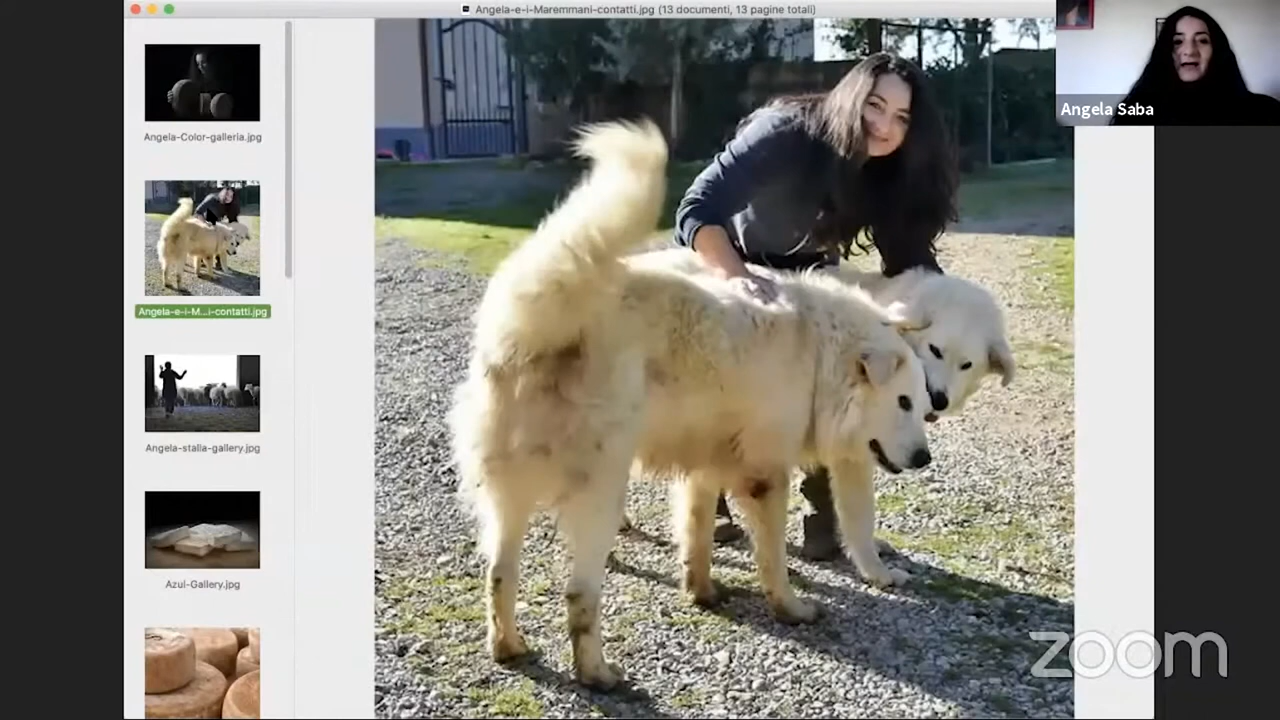 Angela-e-i-Maremmani-contatti.jpg (13 documenti, 13 pagine totali)
Angela Saba
Angela-Color-galleria.jpg
Angela-e-i-M...i-contatti.jpg
Angela-stalla-gallery.jpg
Azul-Gallery.jpg
zoom